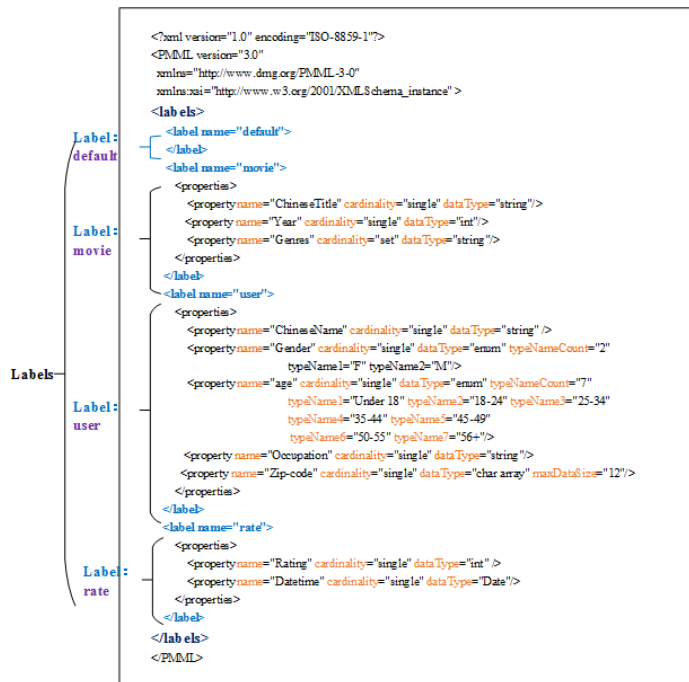 <?xml version="1.0" encoding="ISO-8859-1"?>
<PMML version="3.0"
xmlns="http://www.dmg.org/PMML-3-0"
xmlns:xsi="http://www.w3.org/2001/XMLSchema_instance" >
<labels>
Label:
default
<label name="default">
</label>
<label name="movie">
<properties>
<property name="ChineseTitle" cardinality="single" dataType="string"/>
Label:
movie
<property name="Year" cardinality="single" dataType="int"/>
<property name="Genres" cardinality="set" dataType="string"/>
</properties>
</label>
<label name="user">
<properties>
<property name="ChineseName" cardinality="single" dataType="string" />
<property name="Gender" cardinality="single" dataType="enum" typeNameCount="2"
typeName1="F" typeName2="M"/>
Labels
<property name="age" cardinality="single" dataType="enum" typeNameCount="7"
typeName1="Under 18" typeName2="18-24" typeName3="25-34"
Label:
user
typeName4="35-44" typeName5="45-49"
typeName6="50-55" typeName7="56+"/>
<property name="Occupation" cardinality="single" dataType="string"/>
<property name="Zip-code" cardinality="single" dataType="char array" maxDataSize="12"/>
</properties>
</label>
<label name="rate">
<properties>
Label:
rate
<property name="Rating" cardinality="single" dataType="int" />
<property name="Datetime" cardinality="single" dataType="Date"/>
</properties>
</label>
</labels>
</PMML>